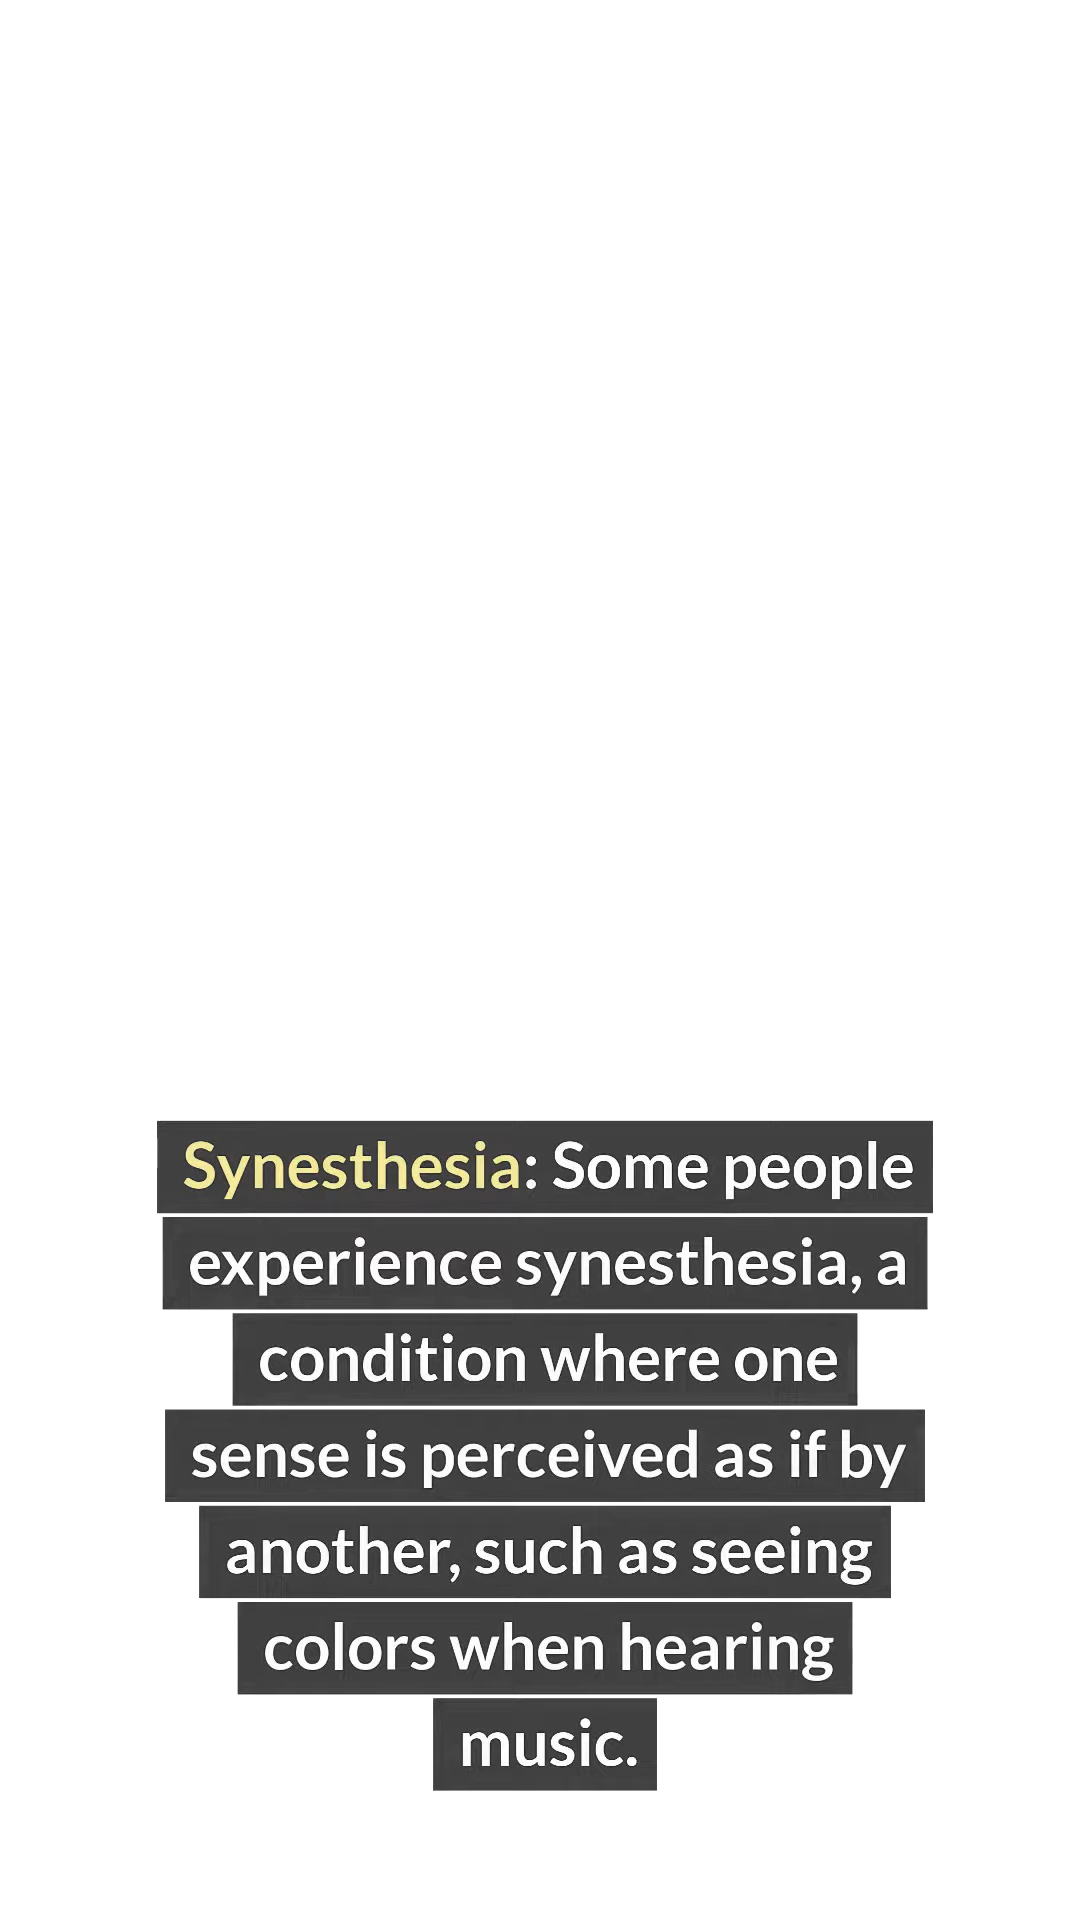 Synesthesia: Some people
experience synesthesia, a
condition where one
sense is perceived as if by
another, such as seeing
colors when hearing
music.